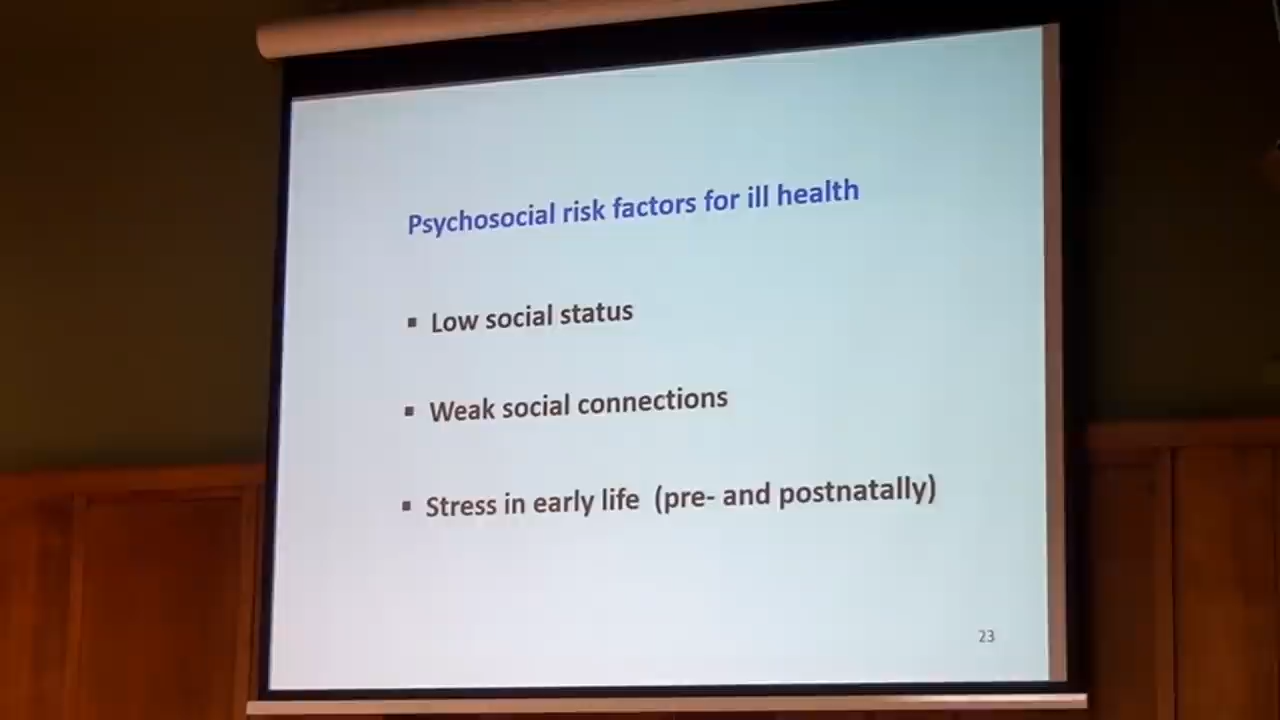 Psychosocial risk factors for ill health
▪ Low social status
▪ Weak social connections
▪ Stress in early life (pre- and postnatally)
23